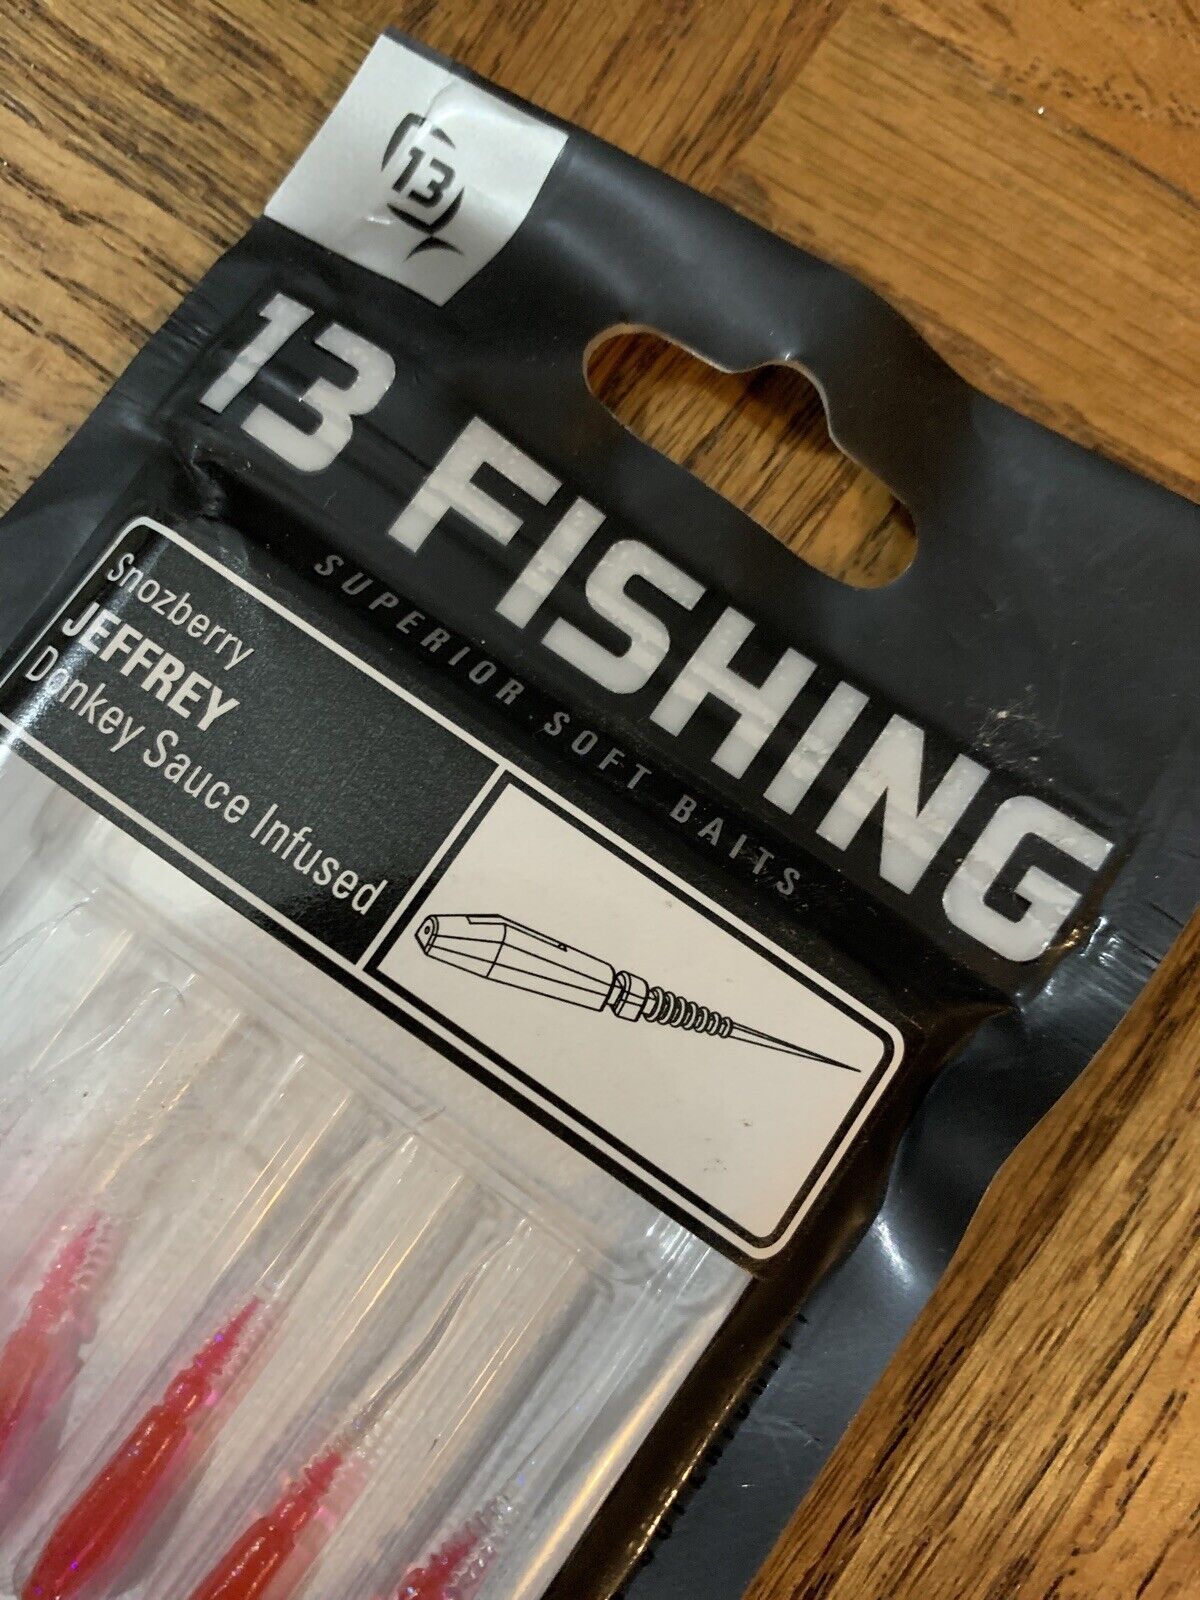 13
13 FISHING
SUPERIOR SOFT BAITS
Snozberry
JEFFREY
Donkey Sauce Infused